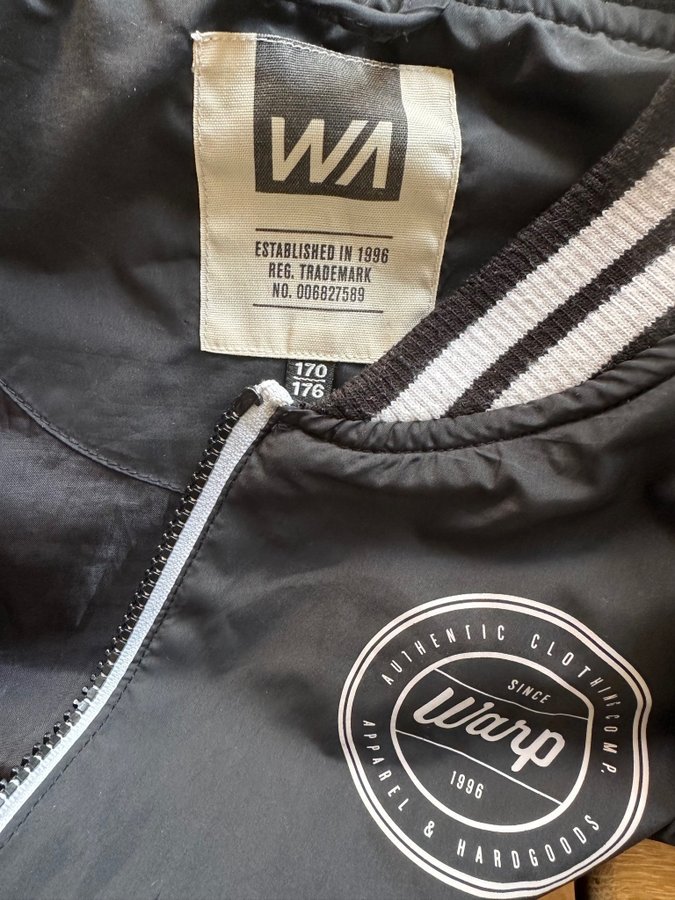 WA
ESTABLISHED IN 1996
REG. TRADEMARK
NO. 006827589
170
176
AUTHENTIC CLOTHING COMP.
SINCE
Warp
1996
APPAREL & HARDGOODS